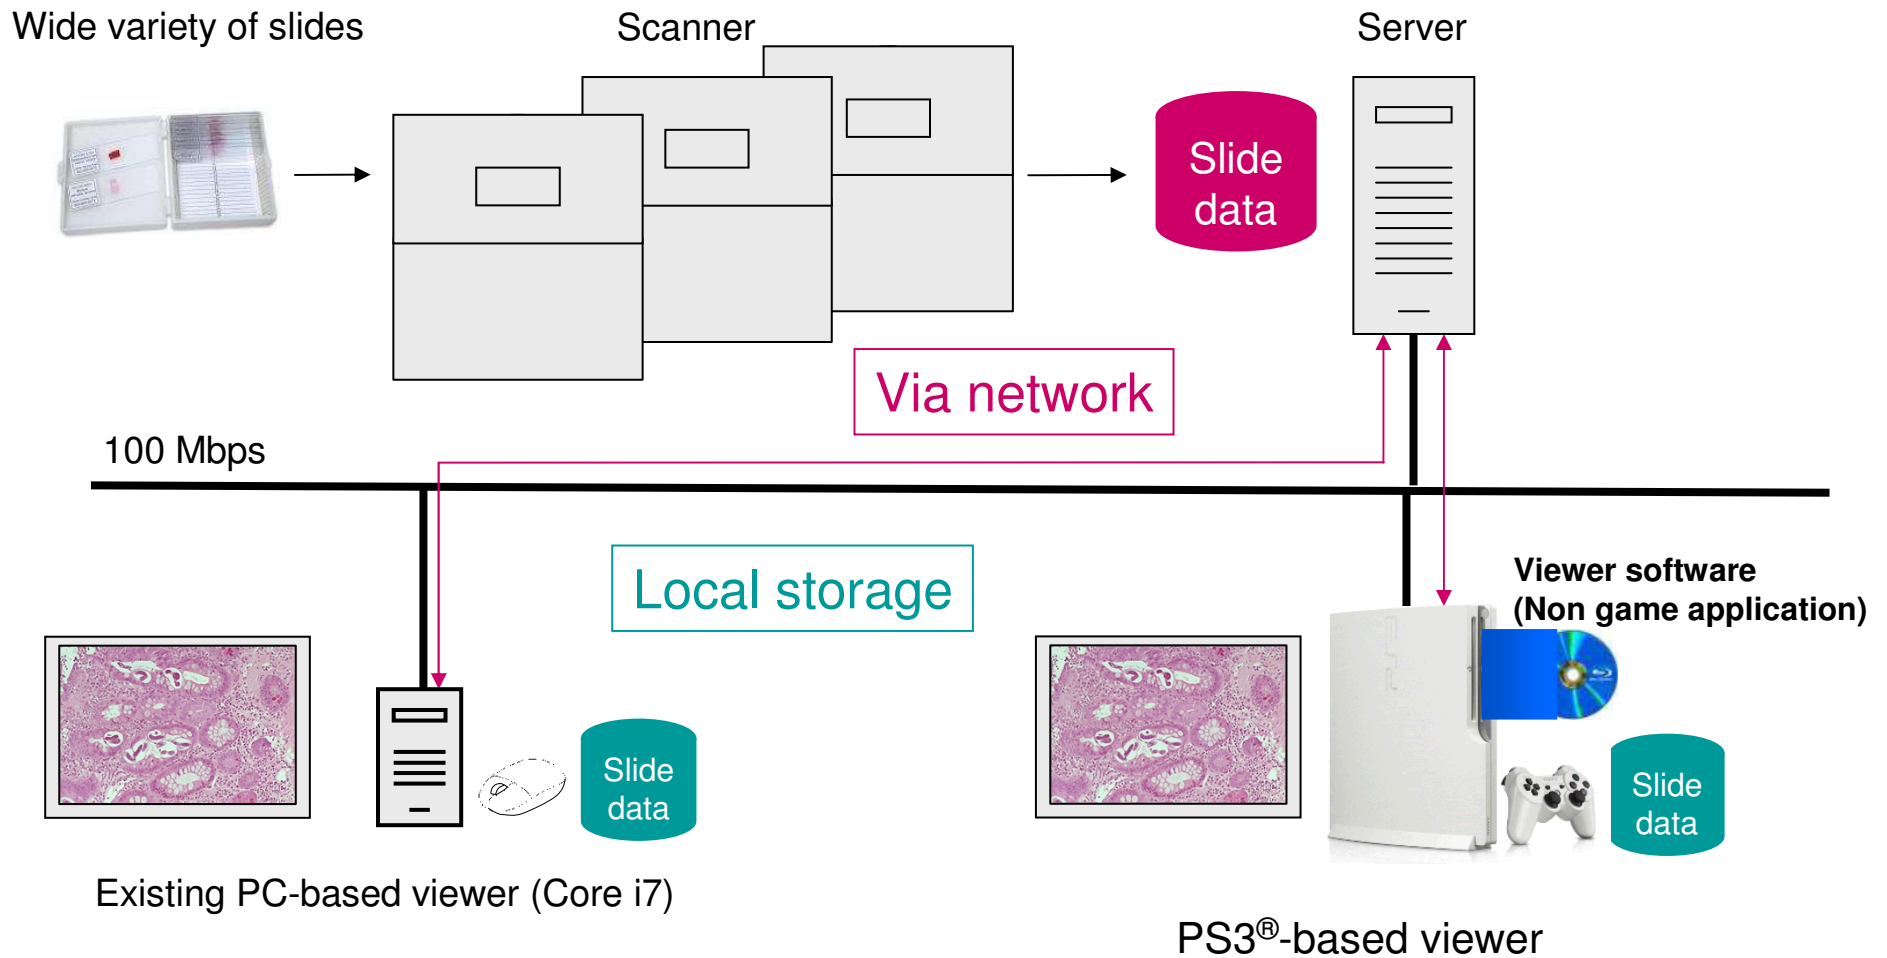 Wide variety of slides
Scanner
Server
Slide
data
Via network
100 Mbps
Local storage
Viewer software
(Non game application)
Slide
data
Slide
data
Existing PC-based viewer (Core i7)
PS3®-based viewer